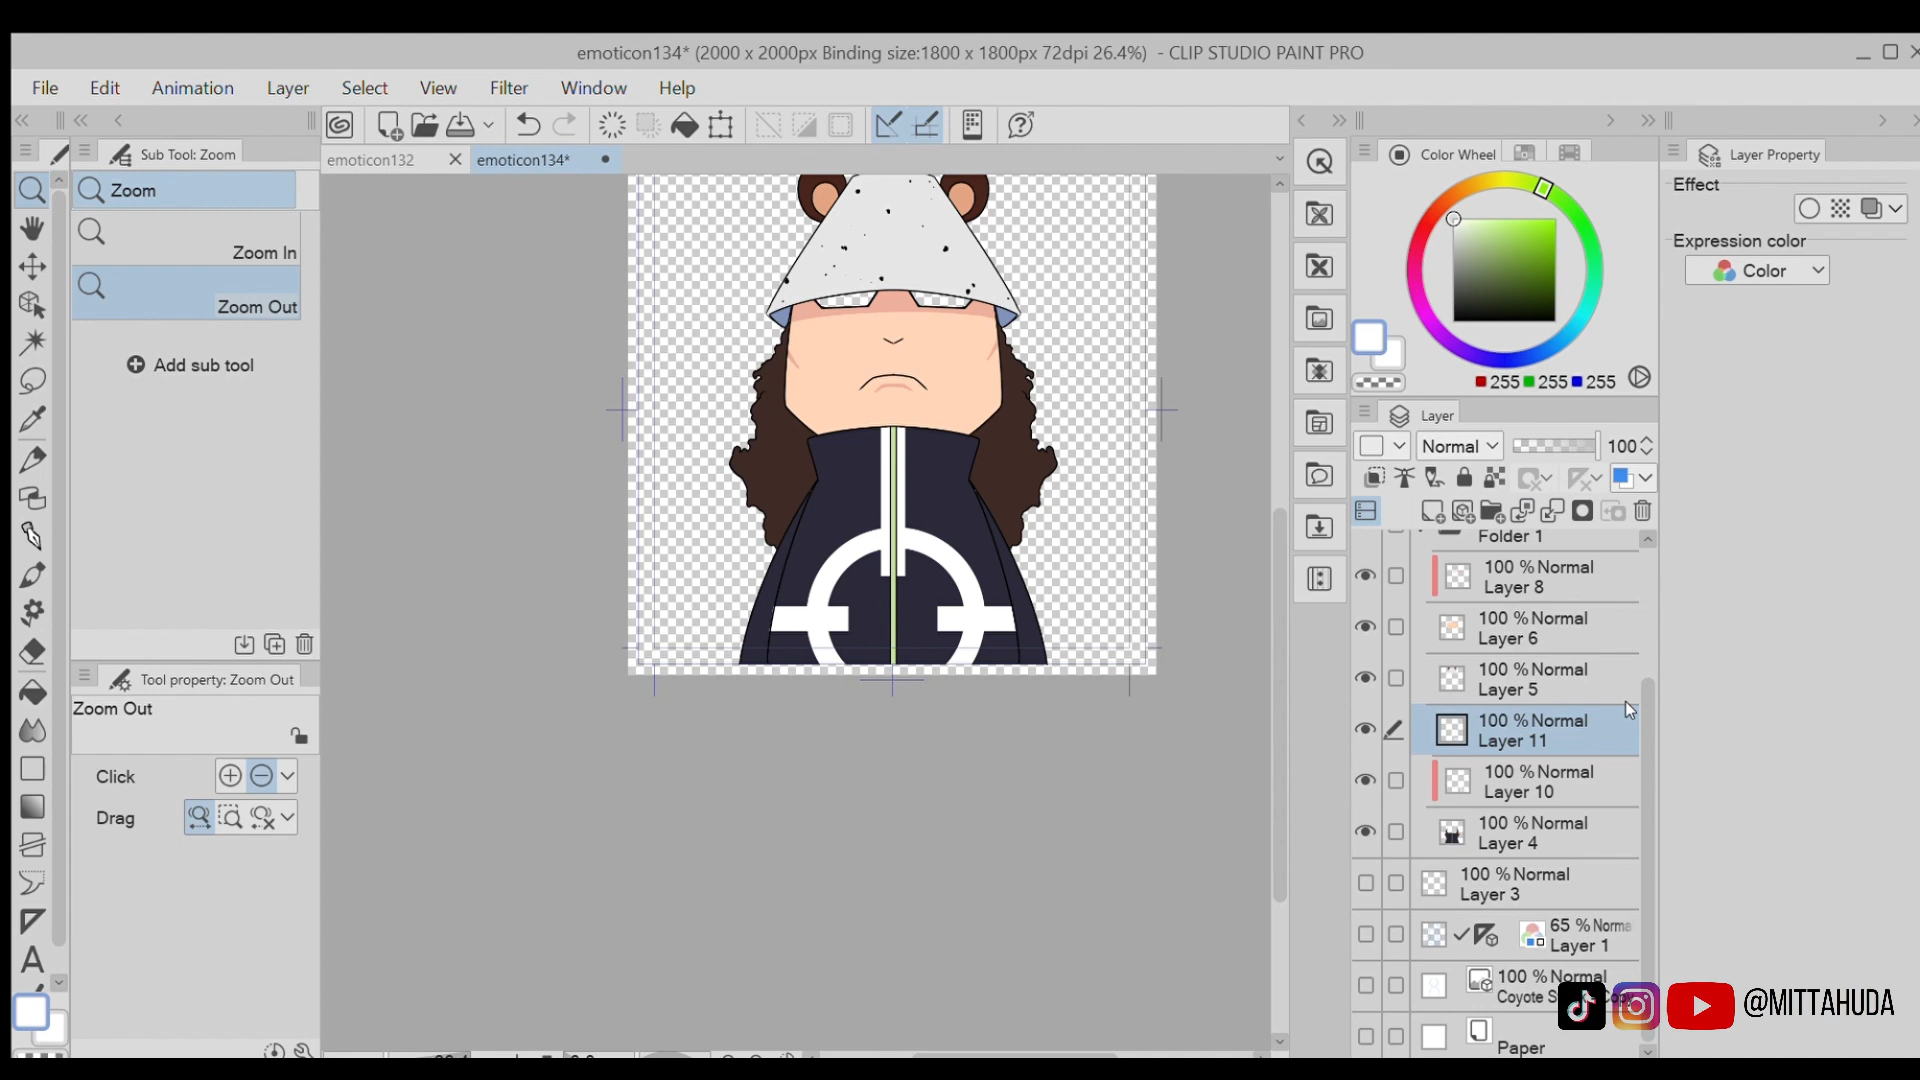 emoticon134* (2000 x 2000px Binding size:1800 x 1800px 72dpi 26.4%) - CLIP STUDIO PAINT PRO
File Edit Animation Layer Select View Filter Window Help
Sub Tool: Zoom
emoticon132
emoticon134*
Color Wheel
Layer Property
Zoom
Zoom In
Zoom Out
Add sub tool
Effect
Expression color
Color
255 255 255
Layer
Normal
100
Folder 1
100 % Normal
Layer 8
100 % Normal
Layer 6
100 % Normal
Layer 5
100 % Normal
Layer 11
100 % Normal
Layer 10
100 % Normal
Layer 4
100 % Normal
Layer 3
65 % Norma
Layer 1
100 % Normal
Coyote S
Paper
Tool property: Zoom Out
Zoom Out
Click
Drag
@MITTAHUDA